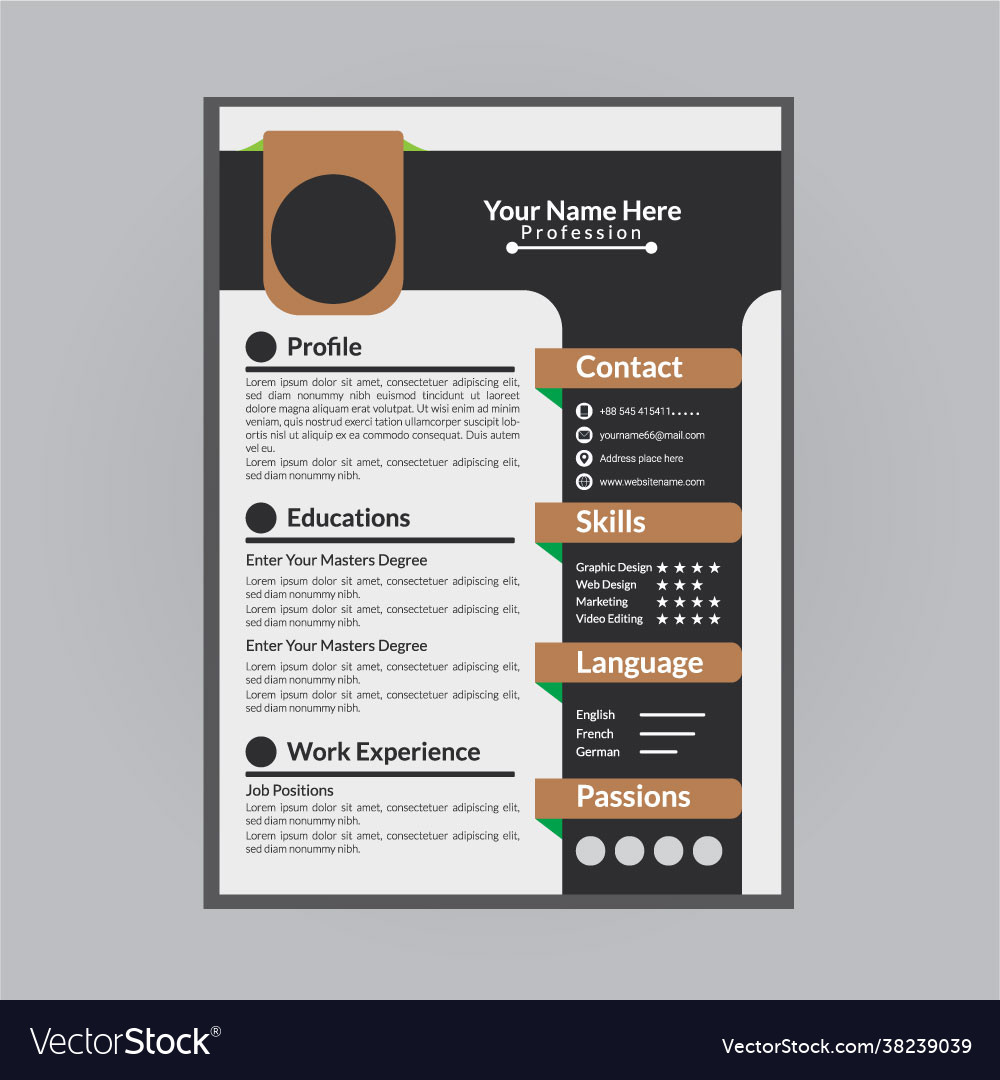 Your Name Here
Profession
Profile
Lorem ipsum dolor sit amet, consectetuer adipiscing elit,
sed diam nonummy nibh euismod tincidunt ut laoreet
dolore magna aliquam erat volutpat. Ut wisi enim ad minim
veniam, quis nostrud exerci tation ullamcorper suscipit lob-
ortis nisl ut aliquip ex ea commodo consequat. Duis autem
vel eu.
Lorem ipsum dolor sit amet, consectetuer adipiscing elit,
sed diam nonummy nibh.
Educations
Enter Your Masters Degree
Lorem ipsum dolor sit amet, consectetuer adipiscing elit,
sed diam nonummy nibh.
Lorem ipsum dolor sit amet, consectetuer adipiscing elit,
sed diam nonummy nibh.
Enter Your Masters Degree
Lorem ipsum dolor sit amet, consectetuer adipiscing elit,
sed diam nonummy nibh.
Lorem ipsum dolor sit amet, consectetuer adipiscing elit,
sed diam nonummy nibh.
Work Experience
Job Positions
Lorem ipsum dolor sit amet, consectetuer adipiscing elit,
sed diam nonummy nibh.
Lorem ipsum dolor sit amet, consectetuer adipiscing elit,
sed diam nonummy nibh.
Contact
+88 545 415411.....
yourname66@mail.com
Address place here
www.websitename.com
Skills
Graphic Design ★ ★ ★ ★
Web Design ★ ★ ★
Marketing ★ ★ ★ ★
Video Editing ★ ★ ★ ★
Language
English
French
German
Passions
VectorStock®
VectorStock.com/38239039